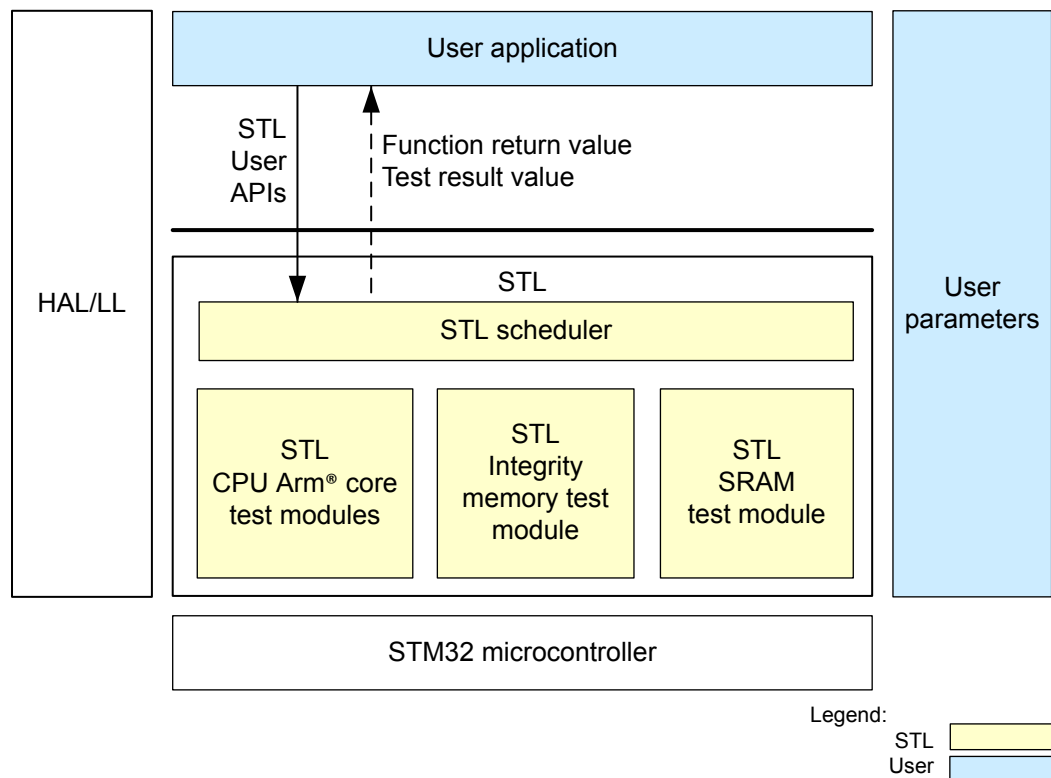 User application
STL
User
APIs
Function return value
Test result value
HAL/LL
STL
User
parameters
STL scheduler
STL
CPU Arm® core
test modules
STL
Integrity
memory test
module
STL
SRAM
test module
STM32 microcontroller
Legend:
STL
User